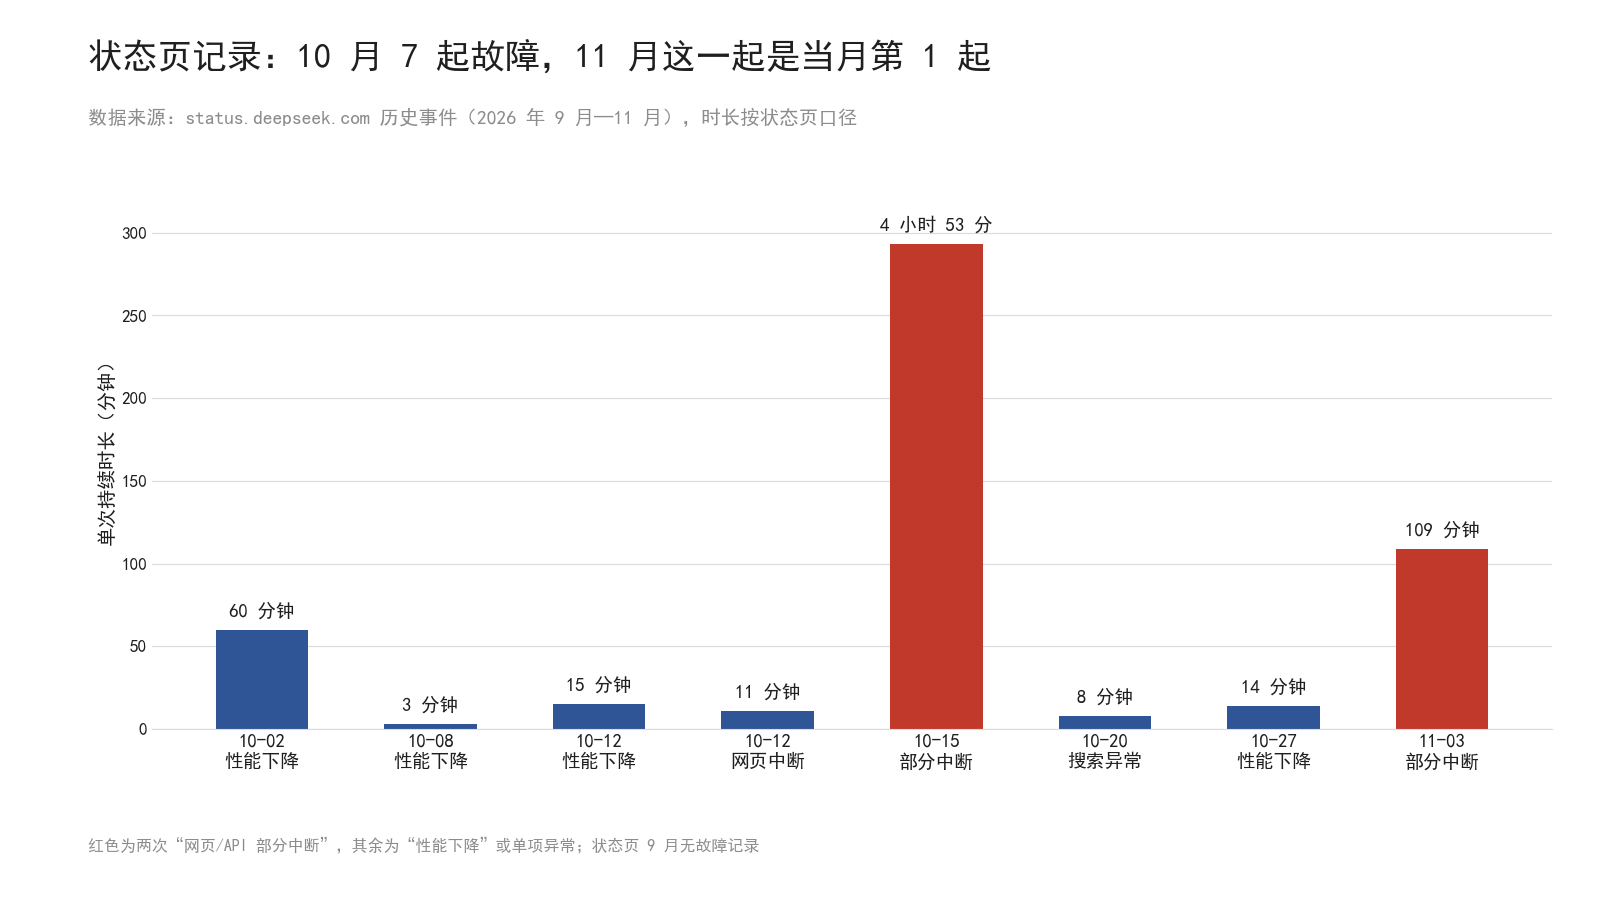 状态页记录：10 月 7 起故障，11 月这一起是当月第 1 起
数据来源：status.deepseek.com 历史事件（2026 年 9 月—11 月），时长按状态页口径
单次持续时长（分钟）
300
250
200
150
100
50
0
60 分钟
3 分钟
15 分钟
11 分钟
4 小时 53 分
8 分钟
14 分钟
109 分钟
10-02
性能下降
10-08
性能下降
10-12
性能下降
10-12
网页中断
10-15
部分中断
10-20
搜索异常
10-27
性能下降
11-03
部分中断
红色为两次“网页/API 部分中断”，其余为“性能下降”或单项异常；状态页 9 月无故障记录